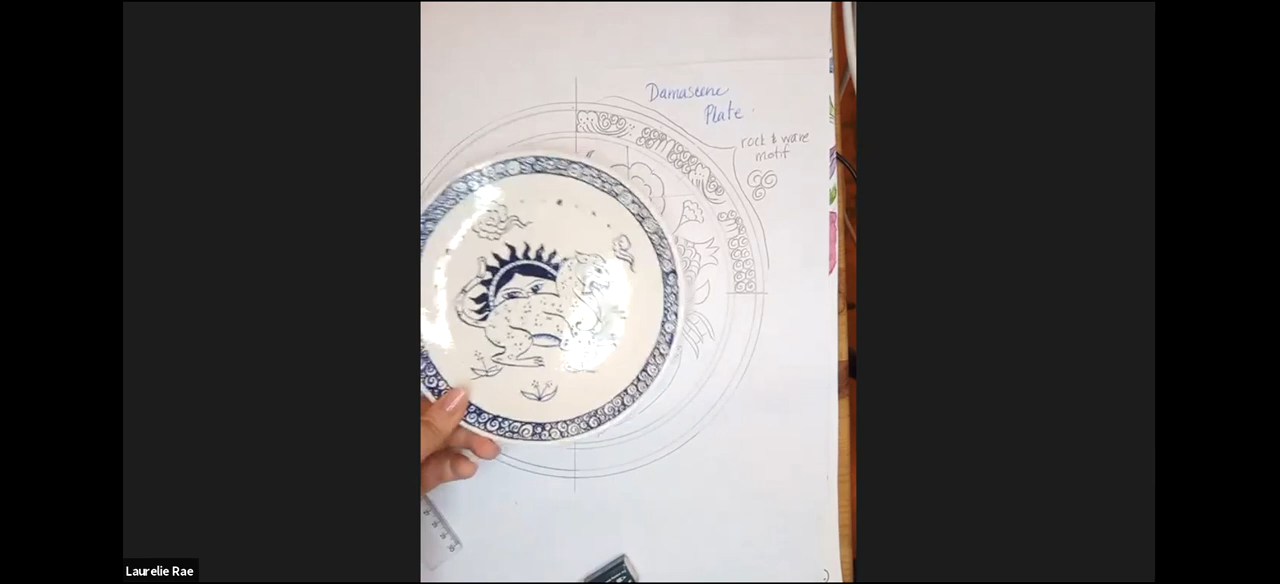 Damascene
Plate
rock & wave
motif
Laurelie Rae